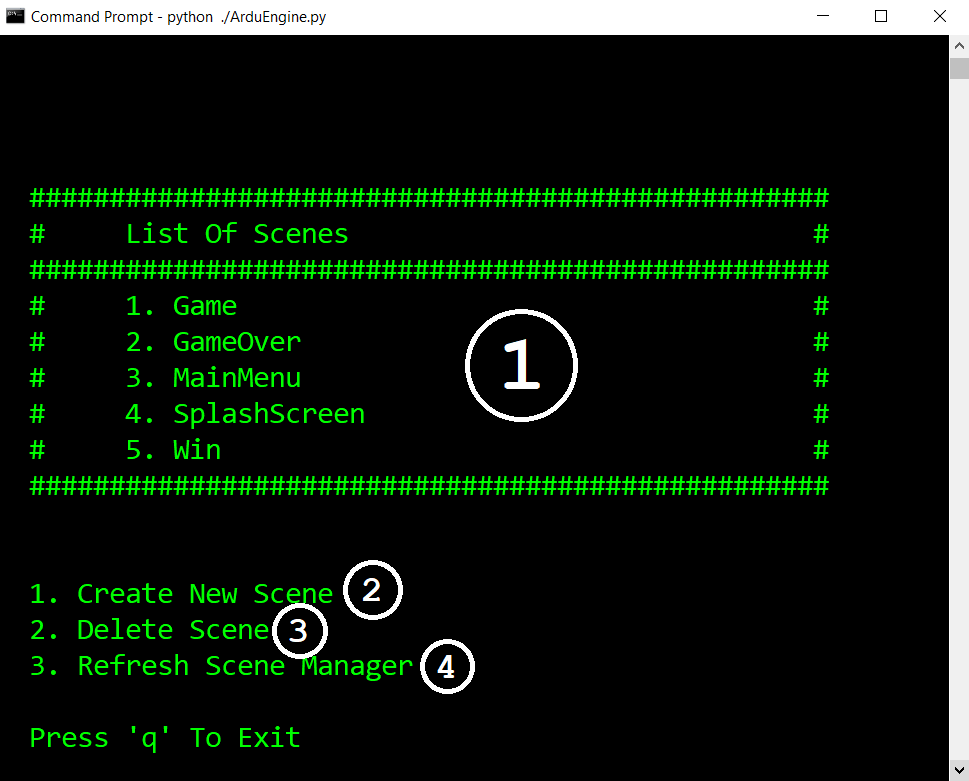 Command Prompt - python  ./ArduEngine.py
##################################################
#     List Of Scenes                             #
##################################################
#     1. Game                                    #
#     2. GameOver                                #
#     3. MainMenu                                #
#     4. SplashScreen                            #
#     5. Win                                     #
##################################################
1
1. Create New Scene 2
2. Delete Scene 3
3. Refresh Scene Manager 4
Press 'q' To Exit